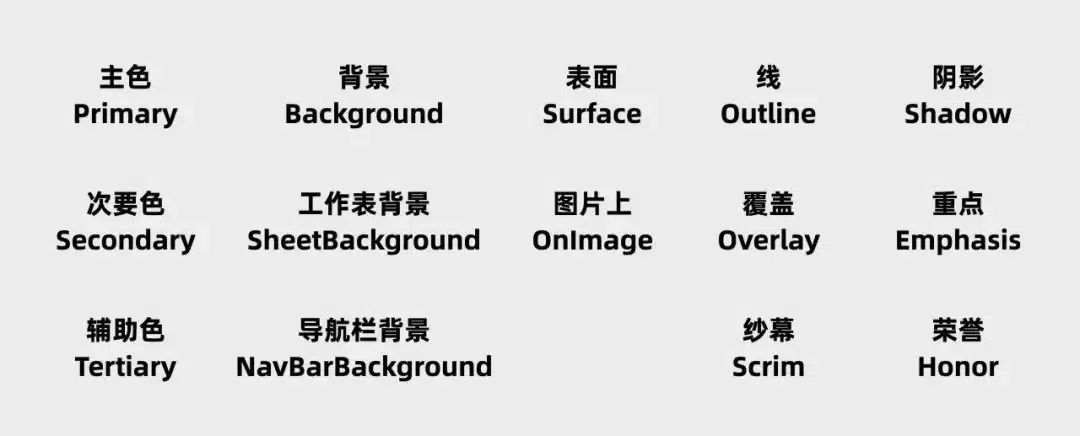 主色
Primary
背景
Background
表面
Surface
线
Outline
阴影
Shadow
次要色
Secondary
工作表背景
SheetBackground
图片上
OnImage
覆盖
Overlay
重点
Emphasis
辅助色
Tertiary
导航栏背景
NavBarBackground
纱幕
Scrim
荣誉
Honor